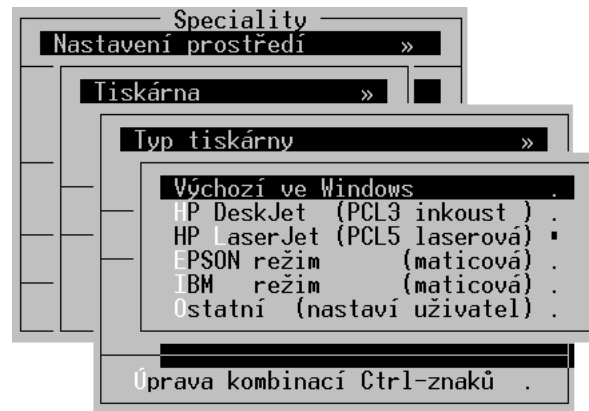 Speciality
Nastavení prostředí »
Tiskárna »
Typ tiskárny »
Výchozí ve Windows .
HP DeskJet (PCL3 inkoust ) .
HP LaserJet (PCL5 laserová) ▪
EPSON režim (maticová) .
IBM režim (maticová) .
Ostatní (nastaví uživatel) .
Úprava kombinací Ctrl-znaků .